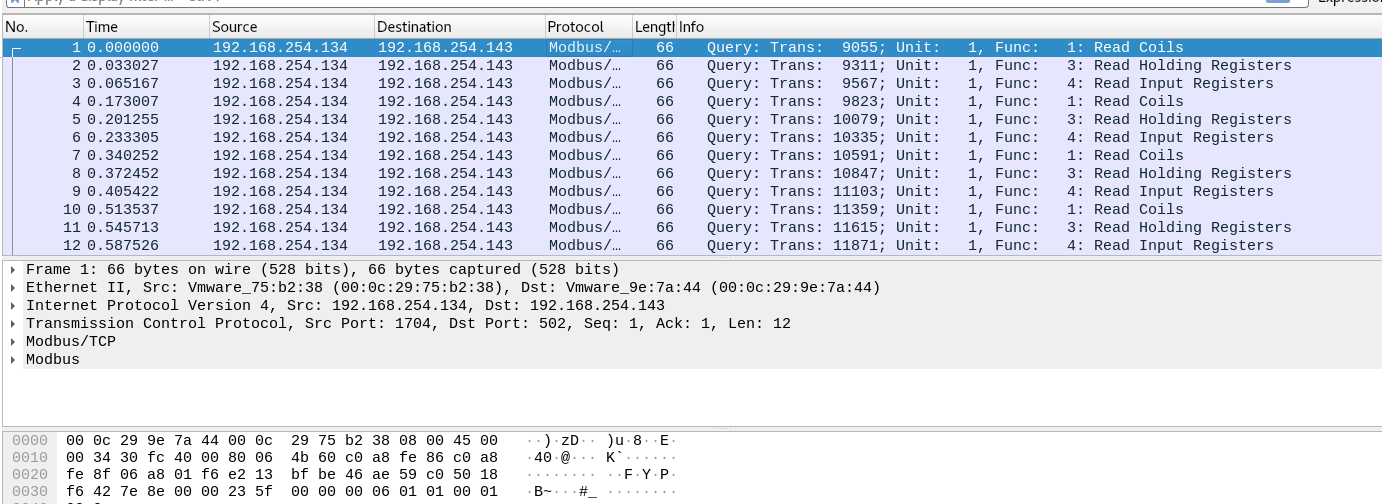 No. Time Source Destination Protocol Lengtl Info
1 0.000000 192.168.254.134 192.168.254.143 Modbus/… 66 Query: Trans: 9055; Unit: 1, Func: 1: Read Coils
2 0.033027 192.168.254.134 192.168.254.143 Modbus/… 66 Query: Trans: 9311; Unit: 1, Func: 3: Read Holding Registers
3 0.065167 192.168.254.134 192.168.254.143 Modbus/… 66 Query: Trans: 9567; Unit: 1, Func: 4: Read Input Registers
4 0.173007 192.168.254.134 192.168.254.143 Modbus/… 66 Query: Trans: 9823; Unit: 1, Func: 1: Read Coils
5 0.201255 192.168.254.134 192.168.254.143 Modbus/… 66 Query: Trans: 10079; Unit: 1, Func: 3: Read Holding Registers
6 0.233305 192.168.254.134 192.168.254.143 Modbus/… 66 Query: Trans: 10335; Unit: 1, Func: 4: Read Input Registers
7 0.340252 192.168.254.134 192.168.254.143 Modbus/… 66 Query: Trans: 10591; Unit: 1, Func: 1: Read Coils
8 0.372452 192.168.254.134 192.168.254.143 Modbus/… 66 Query: Trans: 10847; Unit: 1, Func: 3: Read Holding Registers
9 0.405422 192.168.254.134 192.168.254.143 Modbus/… 66 Query: Trans: 11103; Unit: 1, Func: 4: Read Input Registers
10 0.513537 192.168.254.134 192.168.254.143 Modbus/… 66 Query: Trans: 11359; Unit: 1, Func: 1: Read Coils
11 0.545713 192.168.254.134 192.168.254.143 Modbus/… 66 Query: Trans: 11615; Unit: 1, Func: 3: Read Holding Registers
12 0.587526 192.168.254.134 192.168.254.143 Modbus/… 66 Query: Trans: 11871; Unit: 1, Func: 4: Read Input Registers
Frame 1: 66 bytes on wire (528 bits), 66 bytes captured (528 bits)
Ethernet II, Src: Vmware_75:b2:38 (00:0c:29:75:b2:38), Dst: Vmware_9e:7a:44 (00:0c:29:9e:7a:44)
Internet Protocol Version 4, Src: 192.168.254.134, Dst: 192.168.254.143
Transmission Control Protocol, Src Port: 1704, Dst Port: 502, Seq: 1, Ack: 1, Len: 12
Modbus/TCP
Modbus
0000 00 0c 29 9e 7a 44 00 0c 29 75 b2 38 08 00 45 00 ··)·zD·· )u·8··E·
0010 00 34 30 fc 40 00 80 06 4b 60 c0 a8 fe 86 c0 a8 ·40·@··· K`······
0020 fe 8f 06 a8 01 f6 e2 13 bf be 46 ae 59 c0 50 18 ········ ··F·Y·P·
0030 f6 42 7e 8e 00 00 23 5f 00 00 00 06 01 01 00 01 ·B~···#_ ········